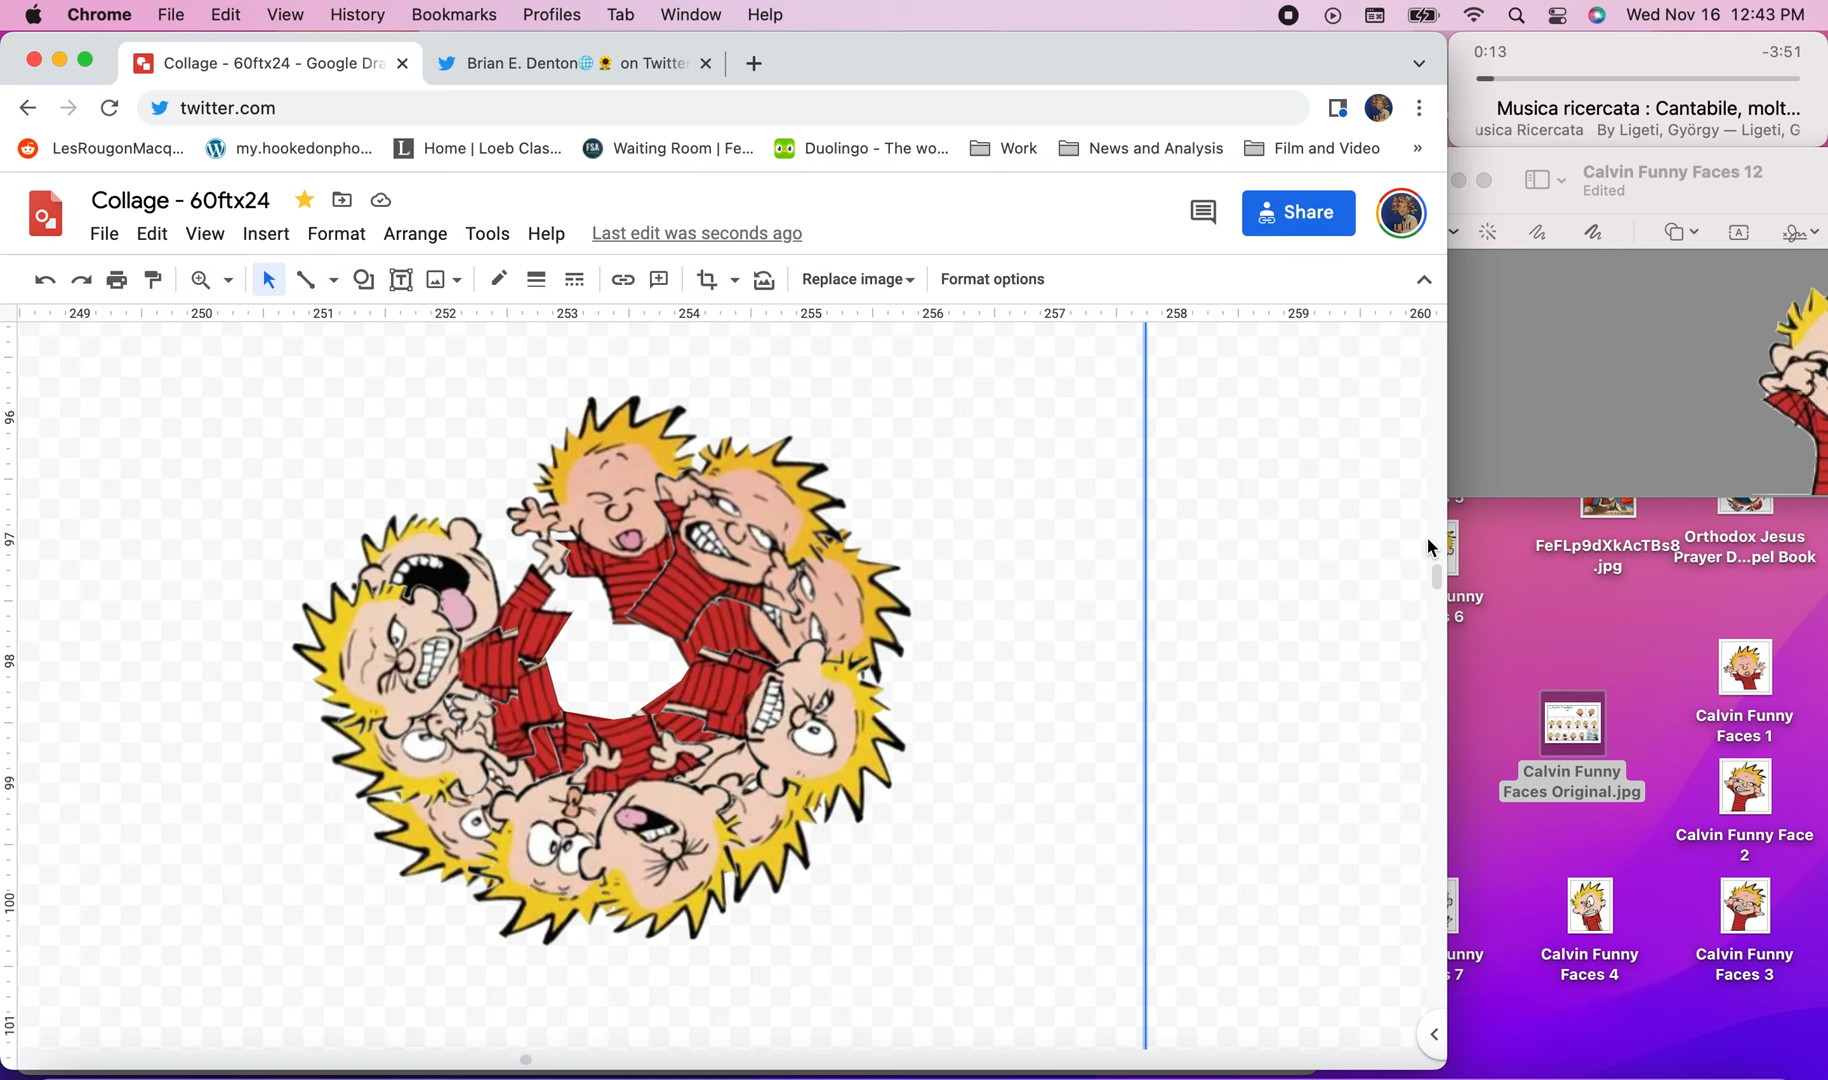 Chrome File Edit View History Bookmarks Profiles Tab Window Help Wed Nov 16 12:43 PM
Collage - 60ftx24 - Google Dra
Brian E. Denton🌐🌻 on Twitte
0:13 -3:51
Musica ricercata : Cantabile, molt...
usica Ricercata By Ligeti, György — Ligeti, G
twitter.com
LesRougonMacq... my.hookedonpho... Home | Loeb Clas... FSA Waiting Room | Fe... Duolingo - The wo... Work News and Analysis Film and Video »
Calvin Funny Faces 12
Edited
Collage - 60ftx24
Share
File Edit View Insert Format Arrange Tools Help Last edit was seconds ago
Replace image Format options
249 250 251 252 253 254 255 256 257 258 259 260
96
97
98
99
100
101
FeFLp9dXkAcTBs8
.jpg
Orthodox Jesus
Prayer D...pel Book
unny
s 6
Calvin Funny
Faces 1
Calvin Funny
Faces Original.jpg
Calvin Funny Face
2
unny
s 7
Calvin Funny
Faces 4
Calvin Funny
Faces 3